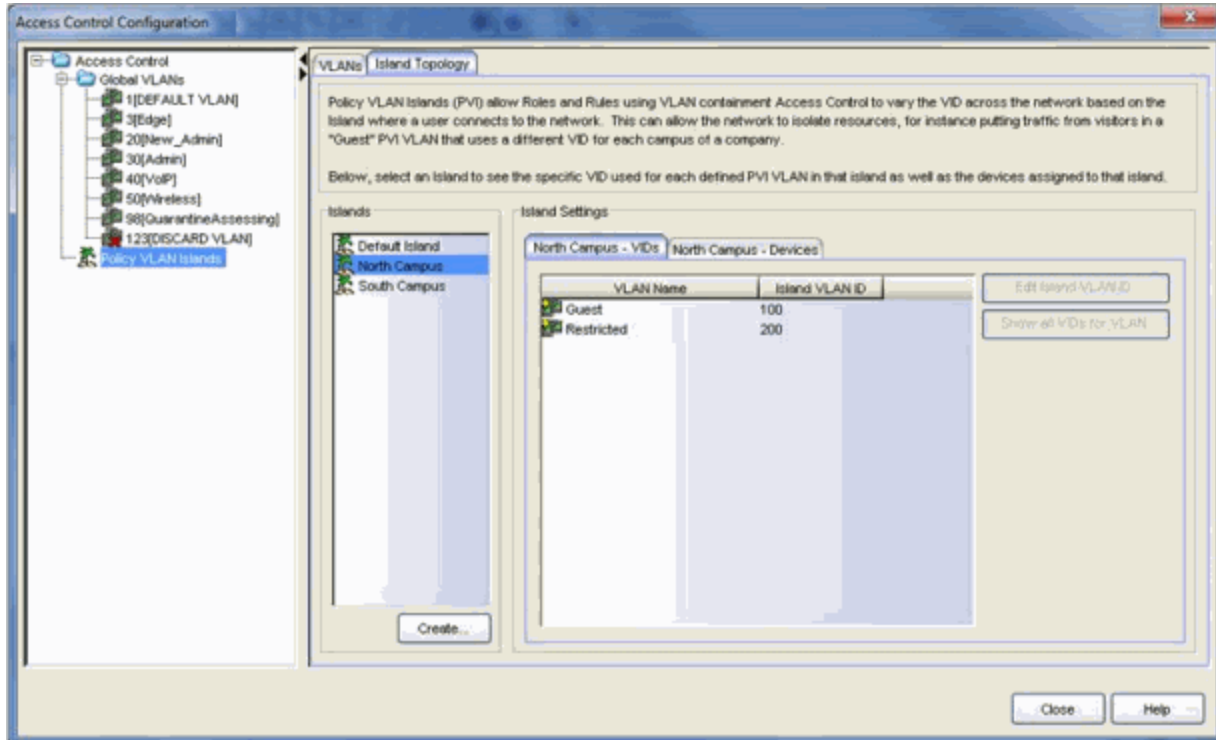 Access Control Configuration
Access Control
Global VLANs
1[DEFAULT VLAN]
3[Edge]
20[New_Admin]
30[Admin]
40[VoIP]
50[Wireless]
98[QuarantineAssessing]
123[DISCARD VLAN]
Policy VLAN Islands
VLANs
Island Topology
Policy VLAN Islands (PVI) allow Roles and Rules using VLAN containment Access Control to vary the VID across the network based on the
Island where a user connects to the network. This can allow the network to isolate resources, for instance putting traffic from visitors in a
"Guest" PVI VLAN that uses a different VID for each campus of a company.
Below, select an Island to see the specific VID used for each defined PVI VLAN in that island as well as the devices assigned to that island.
Islands
Default Island
North Campus
South Campus
Create...
Island Settings
North Campus - VIDs
North Campus - Devices
VLAN Name Island VLAN ID
Guest 100
Restricted 200
Edit Island VLAN ID
Show all VIDs for VLAN
Close
Help